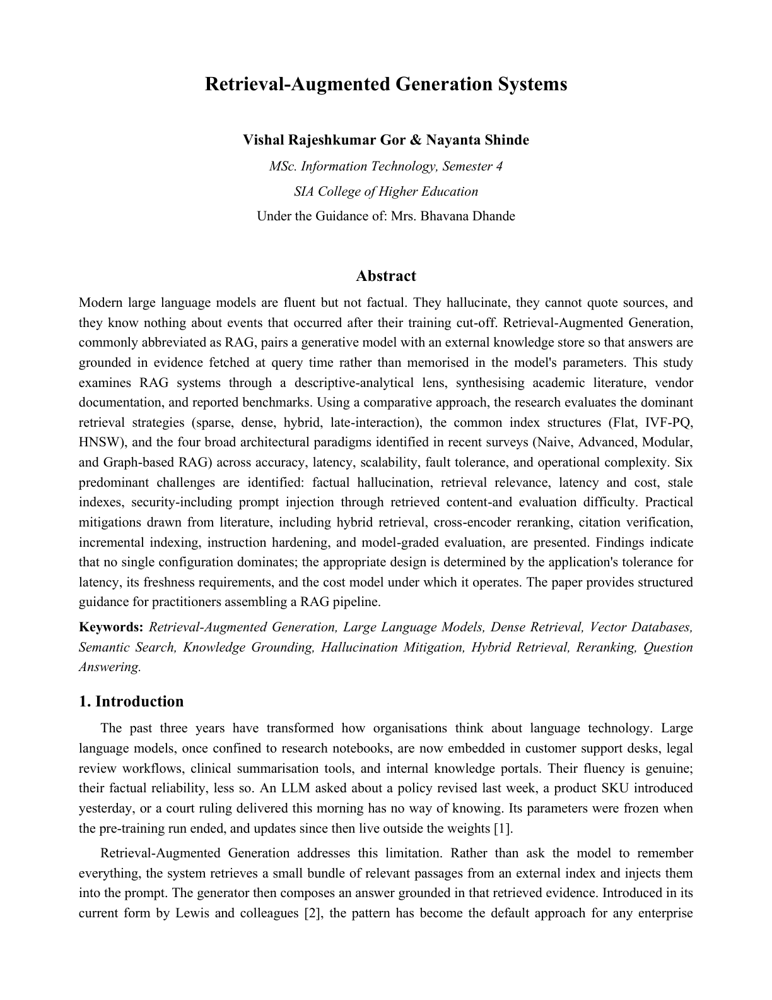 Retrieval-Augmented Generation Systems
Vishal Rajeshkumar Gor & Nayanta Shinde
MSc. Information Technology, Semester 4
SIA College of Higher Education
Under the Guidance of: Mrs. Bhavana Dhande
Abstract
Modern large language models are fluent but not factual. They hallucinate, they cannot quote sources, and
they know nothing about events that occurred after their training cut-off. Retrieval-Augmented Generation,
commonly abbreviated as RAG, pairs a generative model with an external knowledge store so that answers are
grounded in evidence fetched at query time rather than memorised in the model's parameters. This study
examines RAG systems through a descriptive-analytical lens, synthesising academic literature, vendor
documentation, and reported benchmarks. Using a comparative approach, the research evaluates the dominant
retrieval strategies (sparse, dense, hybrid, late-interaction), the common index structures (Flat, IVF-PQ,
HNSW), and the four broad architectural paradigms identified in recent surveys (Naive, Advanced, Modular,
and Graph-based RAG) across accuracy, latency, scalability, fault tolerance, and operational complexity. Six
predominant challenges are identified: factual hallucination, retrieval relevance, latency and cost, stale
indexes, security-including prompt injection through retrieved content-and evaluation difficulty. Practical
mitigations drawn from literature, including hybrid retrieval, cross-encoder reranking, citation verification,
incremental indexing, instruction hardening, and model-graded evaluation, are presented. Findings indicate
that no single configuration dominates; the appropriate design is determined by the application's tolerance for
latency, its freshness requirements, and the cost model under which it operates. The paper provides structured
guidance for practitioners assembling a RAG pipeline.
Keywords: Retrieval-Augmented Generation, Large Language Models, Dense Retrieval, Vector Databases,
Semantic Search, Knowledge Grounding, Hallucination Mitigation, Hybrid Retrieval, Reranking, Question
Answering.
1. Introduction
The past three years have transformed how organisations think about language technology. Large
language models, once confined to research notebooks, are now embedded in customer support desks, legal
review workflows, clinical summarisation tools, and internal knowledge portals. Their fluency is genuine;
their factual reliability, less so. An LLM asked about a policy revised last week, a product SKU introduced
yesterday, or a court ruling delivered this morning has no way of knowing. Its parameters were frozen when
the pre-training run ended, and updates since then live outside the weights [1].
Retrieval-Augmented Generation addresses this limitation. Rather than ask the model to remember
everything, the system retrieves a small bundle of relevant passages from an external index and injects them
into the prompt. The generator then composes an answer grounded in that retrieved evidence. Introduced in its
current form by Lewis and colleagues [2], the pattern has become the default approach for any enterprise